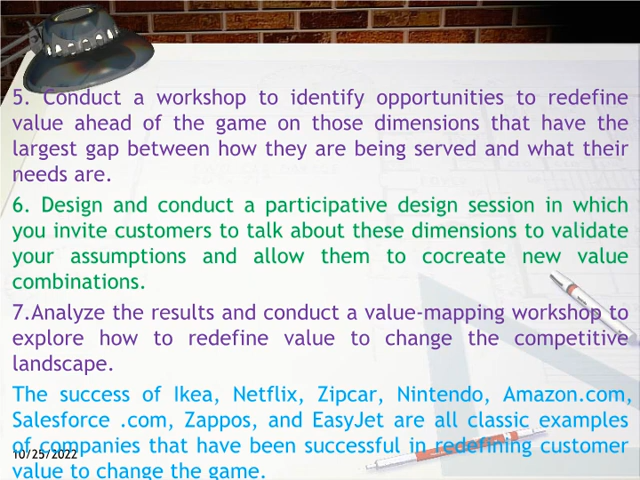 5. Conduct a workshop to identify opportunities to redefine
value ahead of the game on those dimensions that have the
largest gap between how they are being served and what their
needs are.
6. Design and conduct a participative design session in which
you invite customers to talk about these dimensions to validate
your assumptions and allow them to cocreate new value
combinations.
7.Analyze the results and conduct a value-mapping workshop to
explore how to redefine value to change the competitive
landscape.
The success of Ikea, Netflix, Zipcar, Nintendo, Amazon.com,
Salesforce .com, Zappos, and EasyJet are all classic examples
of companies that have been successful in redefining customer
10/25/2022
value to change the game.